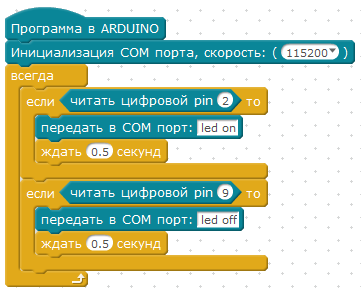 Программа в ARDUINO
Инициализация COM порта, скорость: ( 115200 )
всегда
если читать цифровой pin 2 то
передать в COM порт: led on
ждать 0.5 секунд
если читать цифровой pin 9 то
передать в COM порт: led off
ждать 0.5 секунд